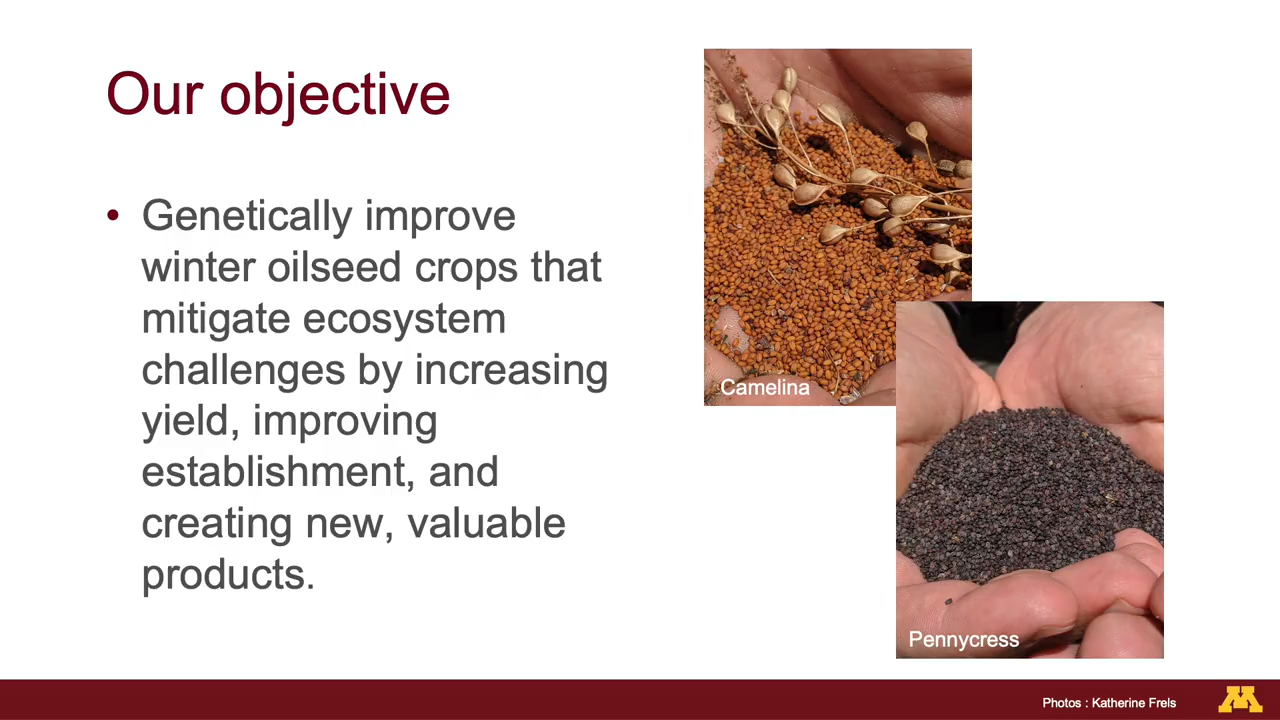 Our objective
• Genetically improve
winter oilseed crops that
mitigate ecosystem
challenges by increasing
yield, improving
establishment, and
creating new, valuable
products.
Camelina
Pennycress
Photos : Katherine Frels
M